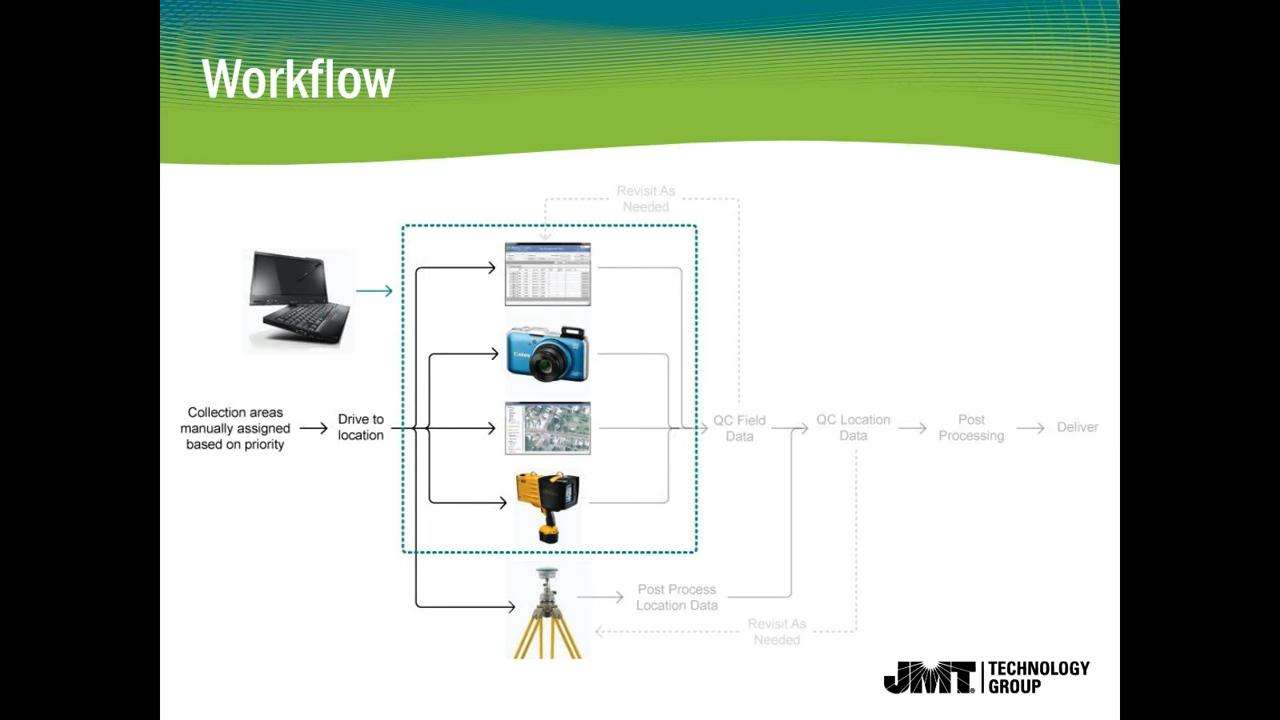 Workflow
Revisit As
Needed
Collection areas
manually assigned
based on priority
Drive to
location
QC Field
Data
QC Location
Data
Post
Processing
Deliver
Post Process
Location Data
Revisit As
Needed
JMT
TECHNOLOGY
GROUP